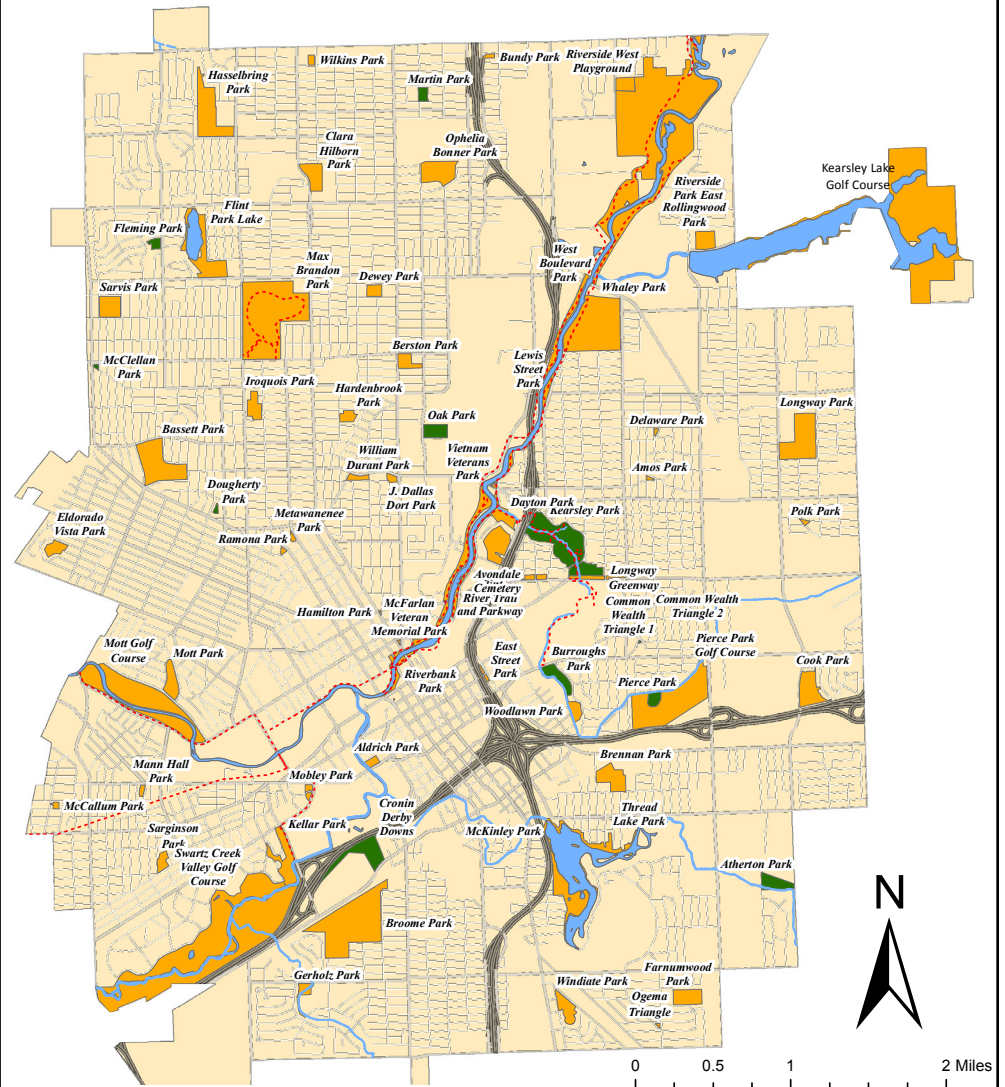 Wilkins Park
Bundy Park
Riverside West
Playground
Hasselbring
Park
Martin Park
Clara
Hilborn
Park
Ophelia
Bonner Park
Kearsley Lake
Golf Course
Riverside
Park East
Rollingwood
Park
Flint
Park Lake
Fleming Park
West
Boulevard
Park
Max
Brandon
Park
Dewey Park
Sarvis Park
Whaley Park
Berston Park
McClellan
Park
Lewis
Street
Park
Iroquois Park
Hardenbrook
Park
Longway Park
Oak Park
Delaware Park
Bassett Park
Vietnam
Veterans
Park
William
Durant Park
Amos Park
Dougherty
Park
J. Dallas
Dort Park
Dayton Park
Kearsley Park
Metawanenee
Park
Eldorado
Vista Park
Polk Park
Ramona Park
Longway
Greenway
Avondale
Cemetery
River Trail
and Parkway
Common
Wealth
Triangle 1
Common Wealth
Triangle 2
Hamilton Park
McFarlan
Veteran
Memorial Park
Pierce Park
Golf Course
Mott Golf
Course
Mott Park
East
Street
Park
Burroughs
Park
Cook Park
Riverbank
Park
Pierce Park
Woodlawn Park
Aldrich Park
Brennan Park
Mann Hall
Park
Mobley Park
McCallum Park
Cronin
Derby
Downs
Thread
Lake Park
Kellar Park
McKinley Park
Sarginson
Park
Swartz Creek
Valley Golf
Course
Atherton Park
N
Broome Park
Gerholz Park
Windiate Park
Farnumwood
Park
Ogema
Triangle
0 0.5 1 2 Miles